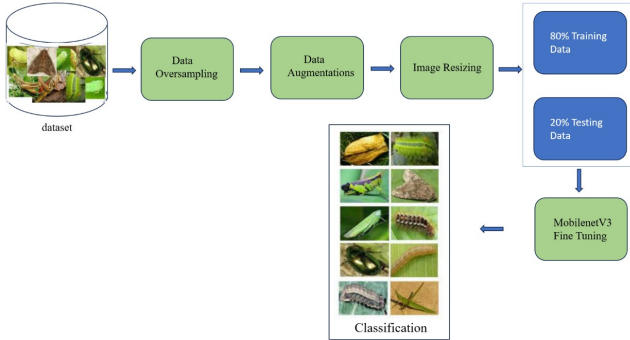 dataset
Data
Oversampling
Data
Augmentations
Image Resizing
80% Training
Data
20% Testing
Data
MobilenetV3
Fine Tuning
Classification